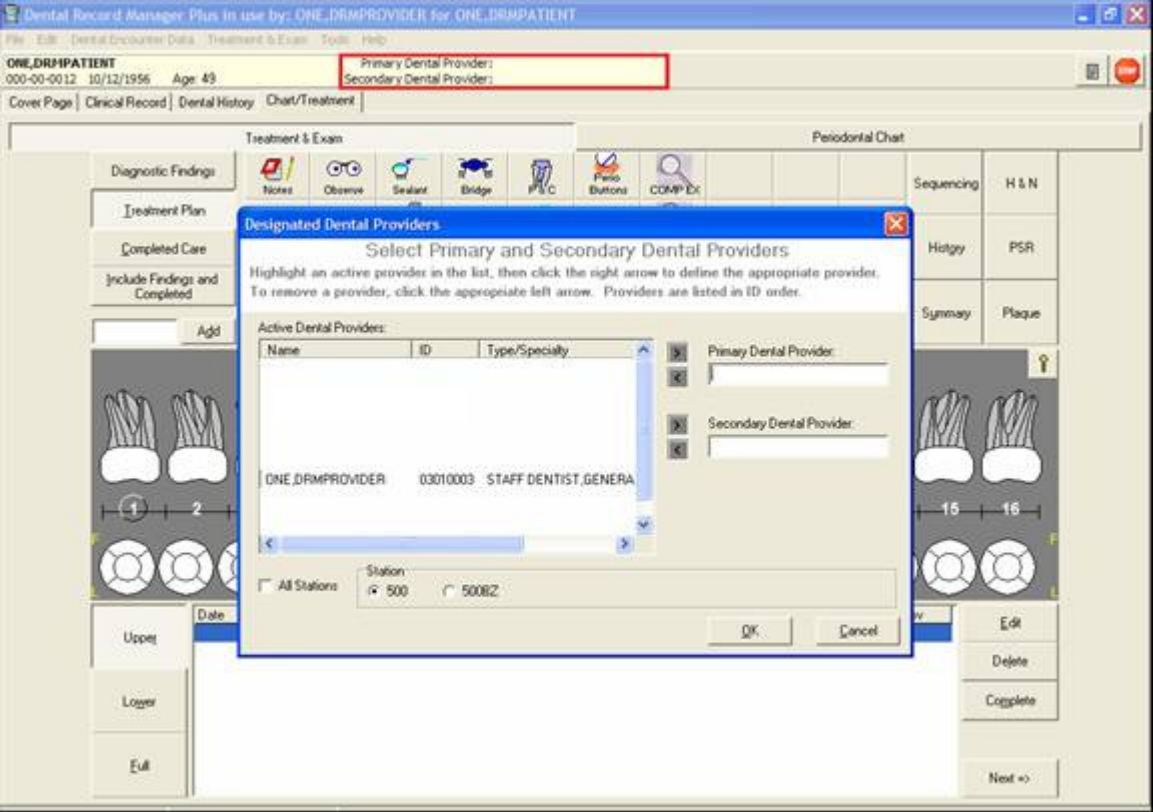 Dental Record Manager Plus in use by: ONE,DRMPROVIDER for ONE,DRMPATIENT
File Edit Dental Encounter Data Treatment & Exam Tools Help
ONE,DRMPATIENT
000-00-0012 10/12/1956 Age: 49
Primary Dental Provider:
Secondary Dental Provider:
STOP
Cover Page Clinical Record Dental History Chart/Treatment
Treatment & Exam Periodontal Chart
Diagnostic Findings
Treatment Plan
Completed Care
Include Findings and
Completed
Add
Notes Observe Sealant Bridge P & C Perio
Buttons COMP EX
Sequencing H & N
History PSR
Summary Plaque
Designated Dental Providers
Select Primary and Secondary Dental Providers
Highlight an active provider in the list, then click the right arrow to define the appropriate provider.
To remove a provider, click the appropriate left arrow. Providers are listed in ID order.
Active Dental Providers:
Name ID Type/Specialty
ONE,DRMPROVIDER 03010003 STAFF DENTIST,GENERA
> Primary Dental Provider:
<
> Secondary Dental Provider:
<
All Stations
Station
500 500BZ
OK Cancel
1 2 15 16
F F
L L
Date
Upper
Lower
Full
Edit
Delete
Complete
Next =>